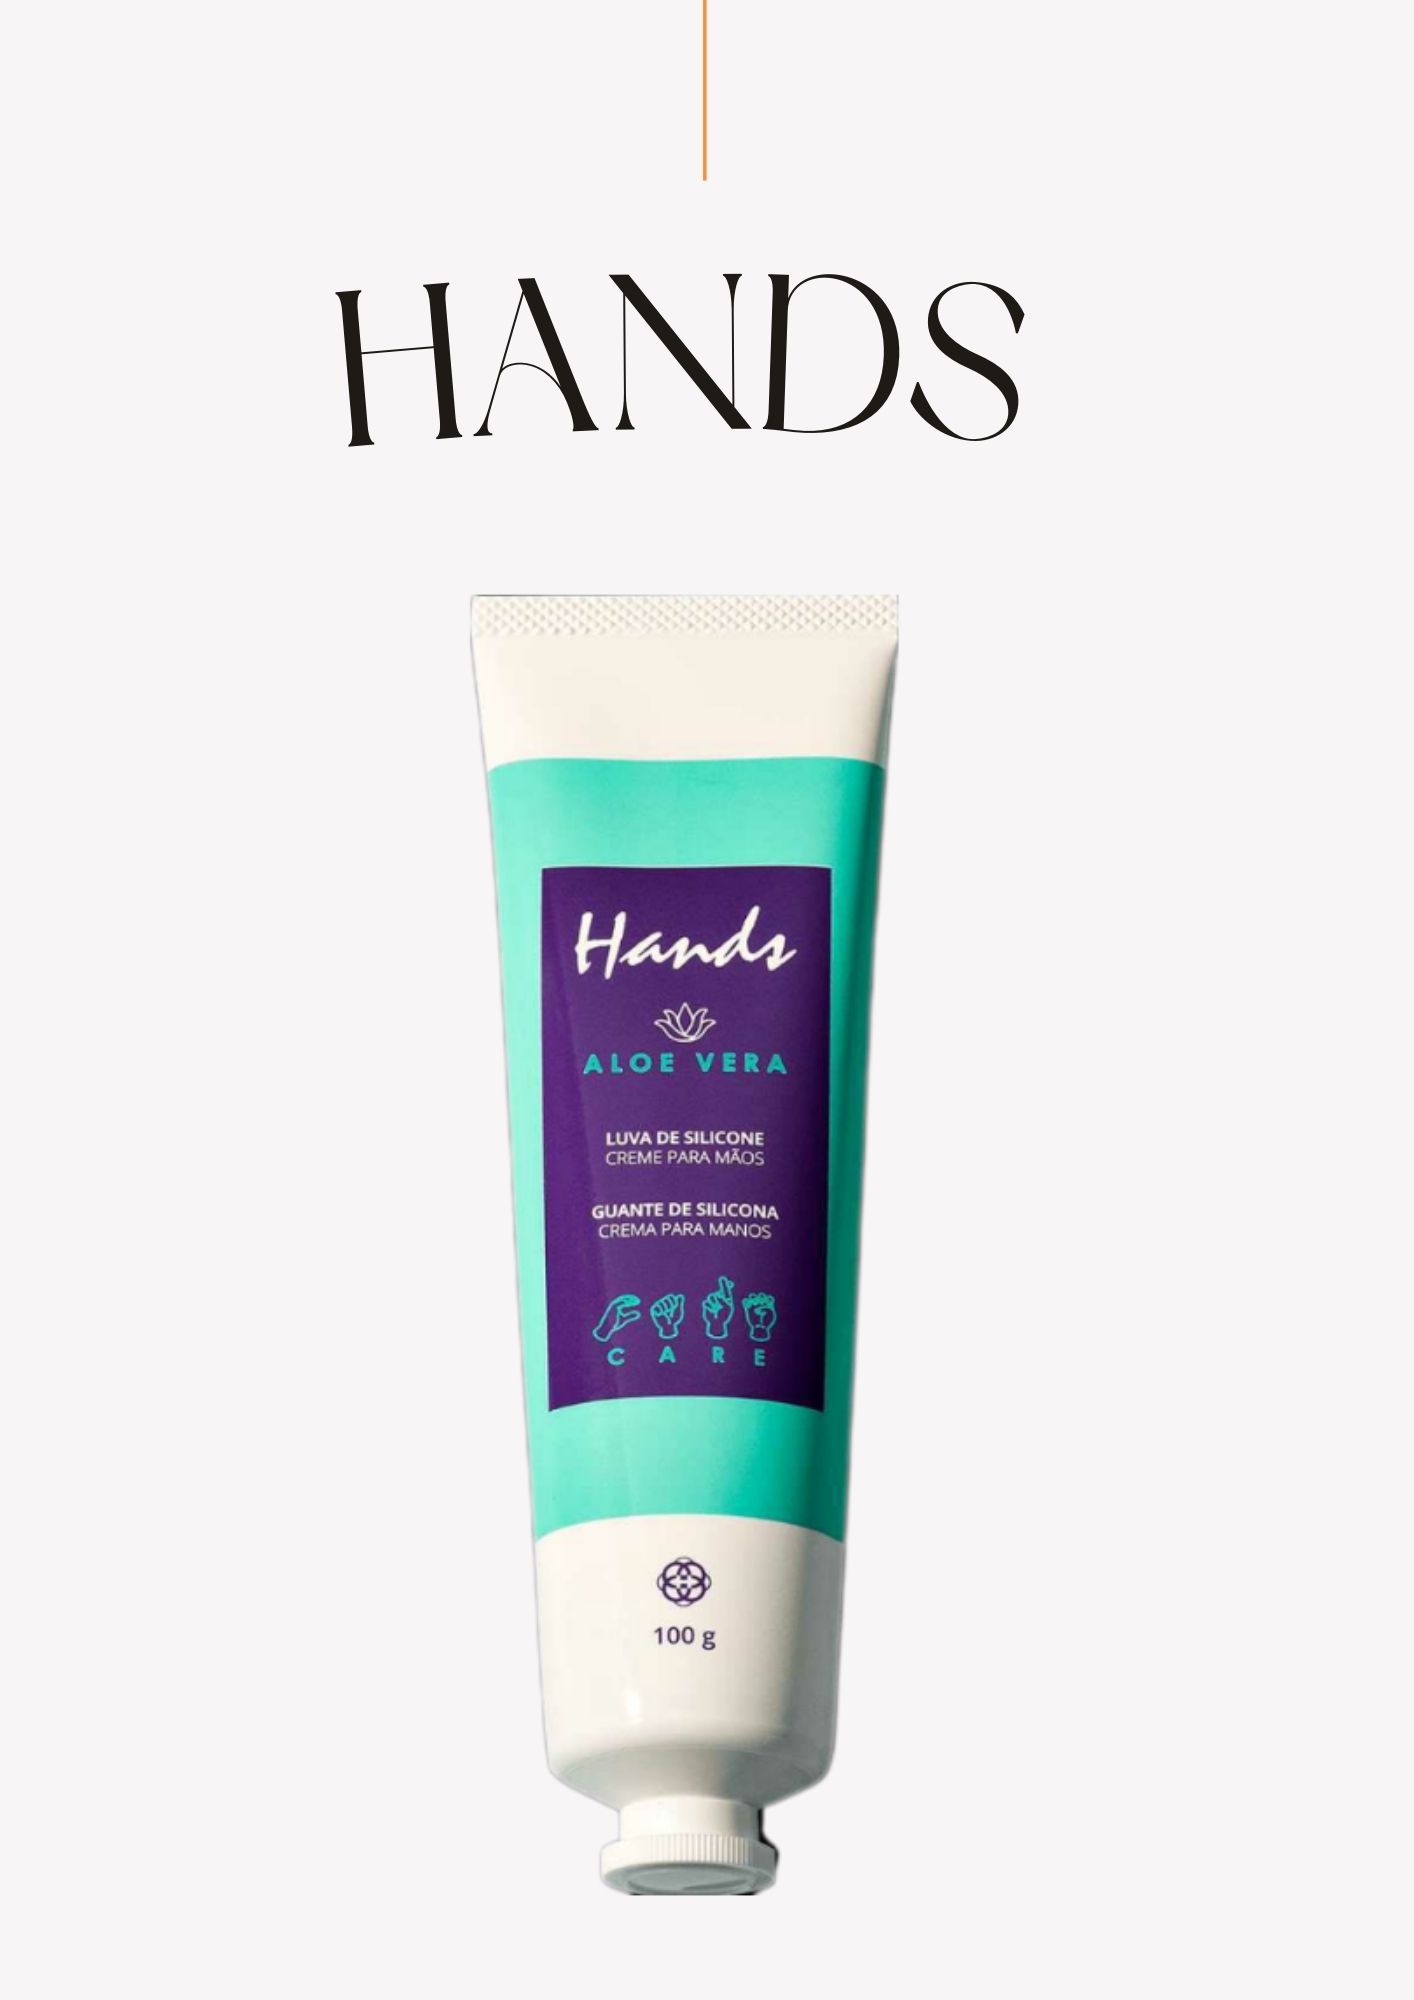 HANDS
Hands
ALOE VERA
LUVA DE SILICONE
CREME PARA MÃOS
GUANTE DE SILICONA
CREMA PARA MANOS
C A R E
100 g